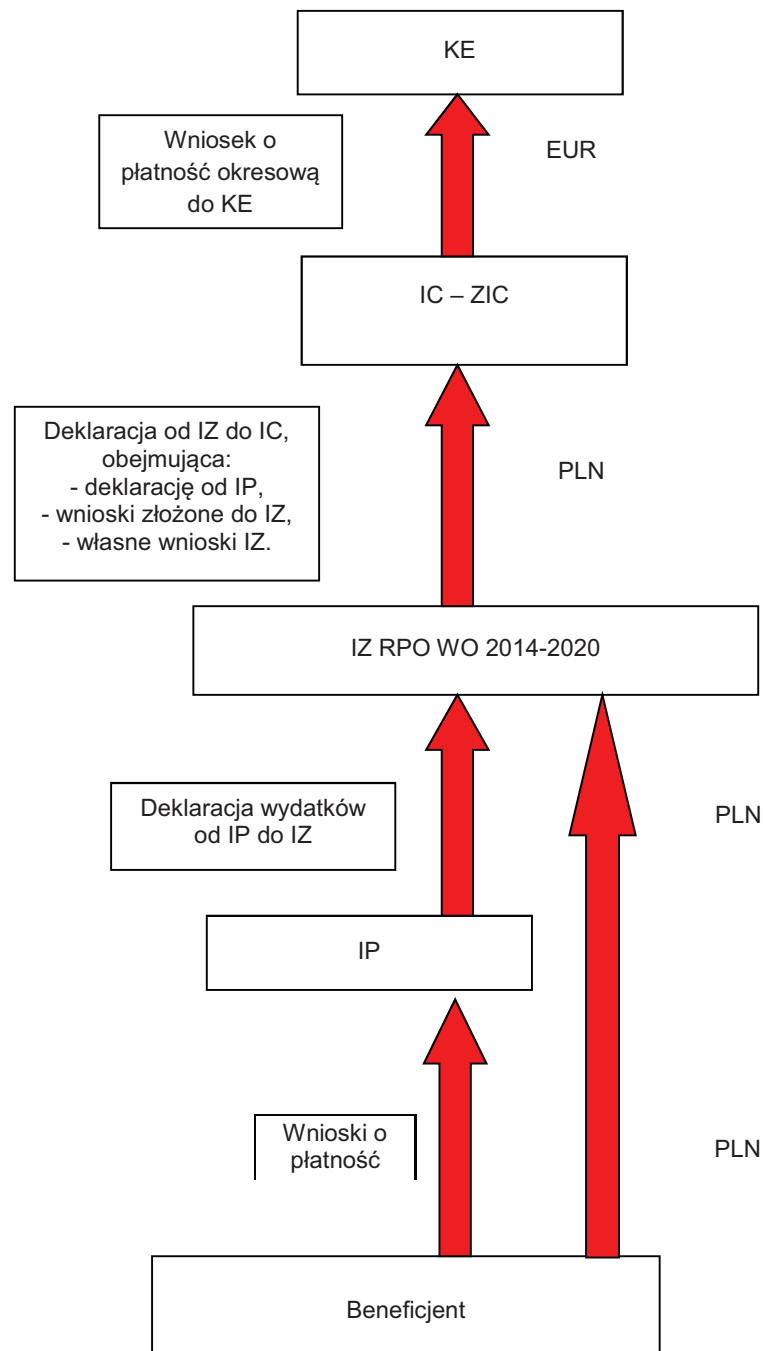 KE
Wniosek o
płatność okresową
do KE
EUR
IC – ZIC
Deklaracja od IZ do IC,
obejmująca:
- deklarację od IP,
- wnioski złożone do IZ,
- własne wnioski IZ.
PLN
IZ RPO WO 2014-2020
Deklaracja wydatków
od IP do IZ
PLN
IP
Wnioski o
płatność
PLN
Beneficjent